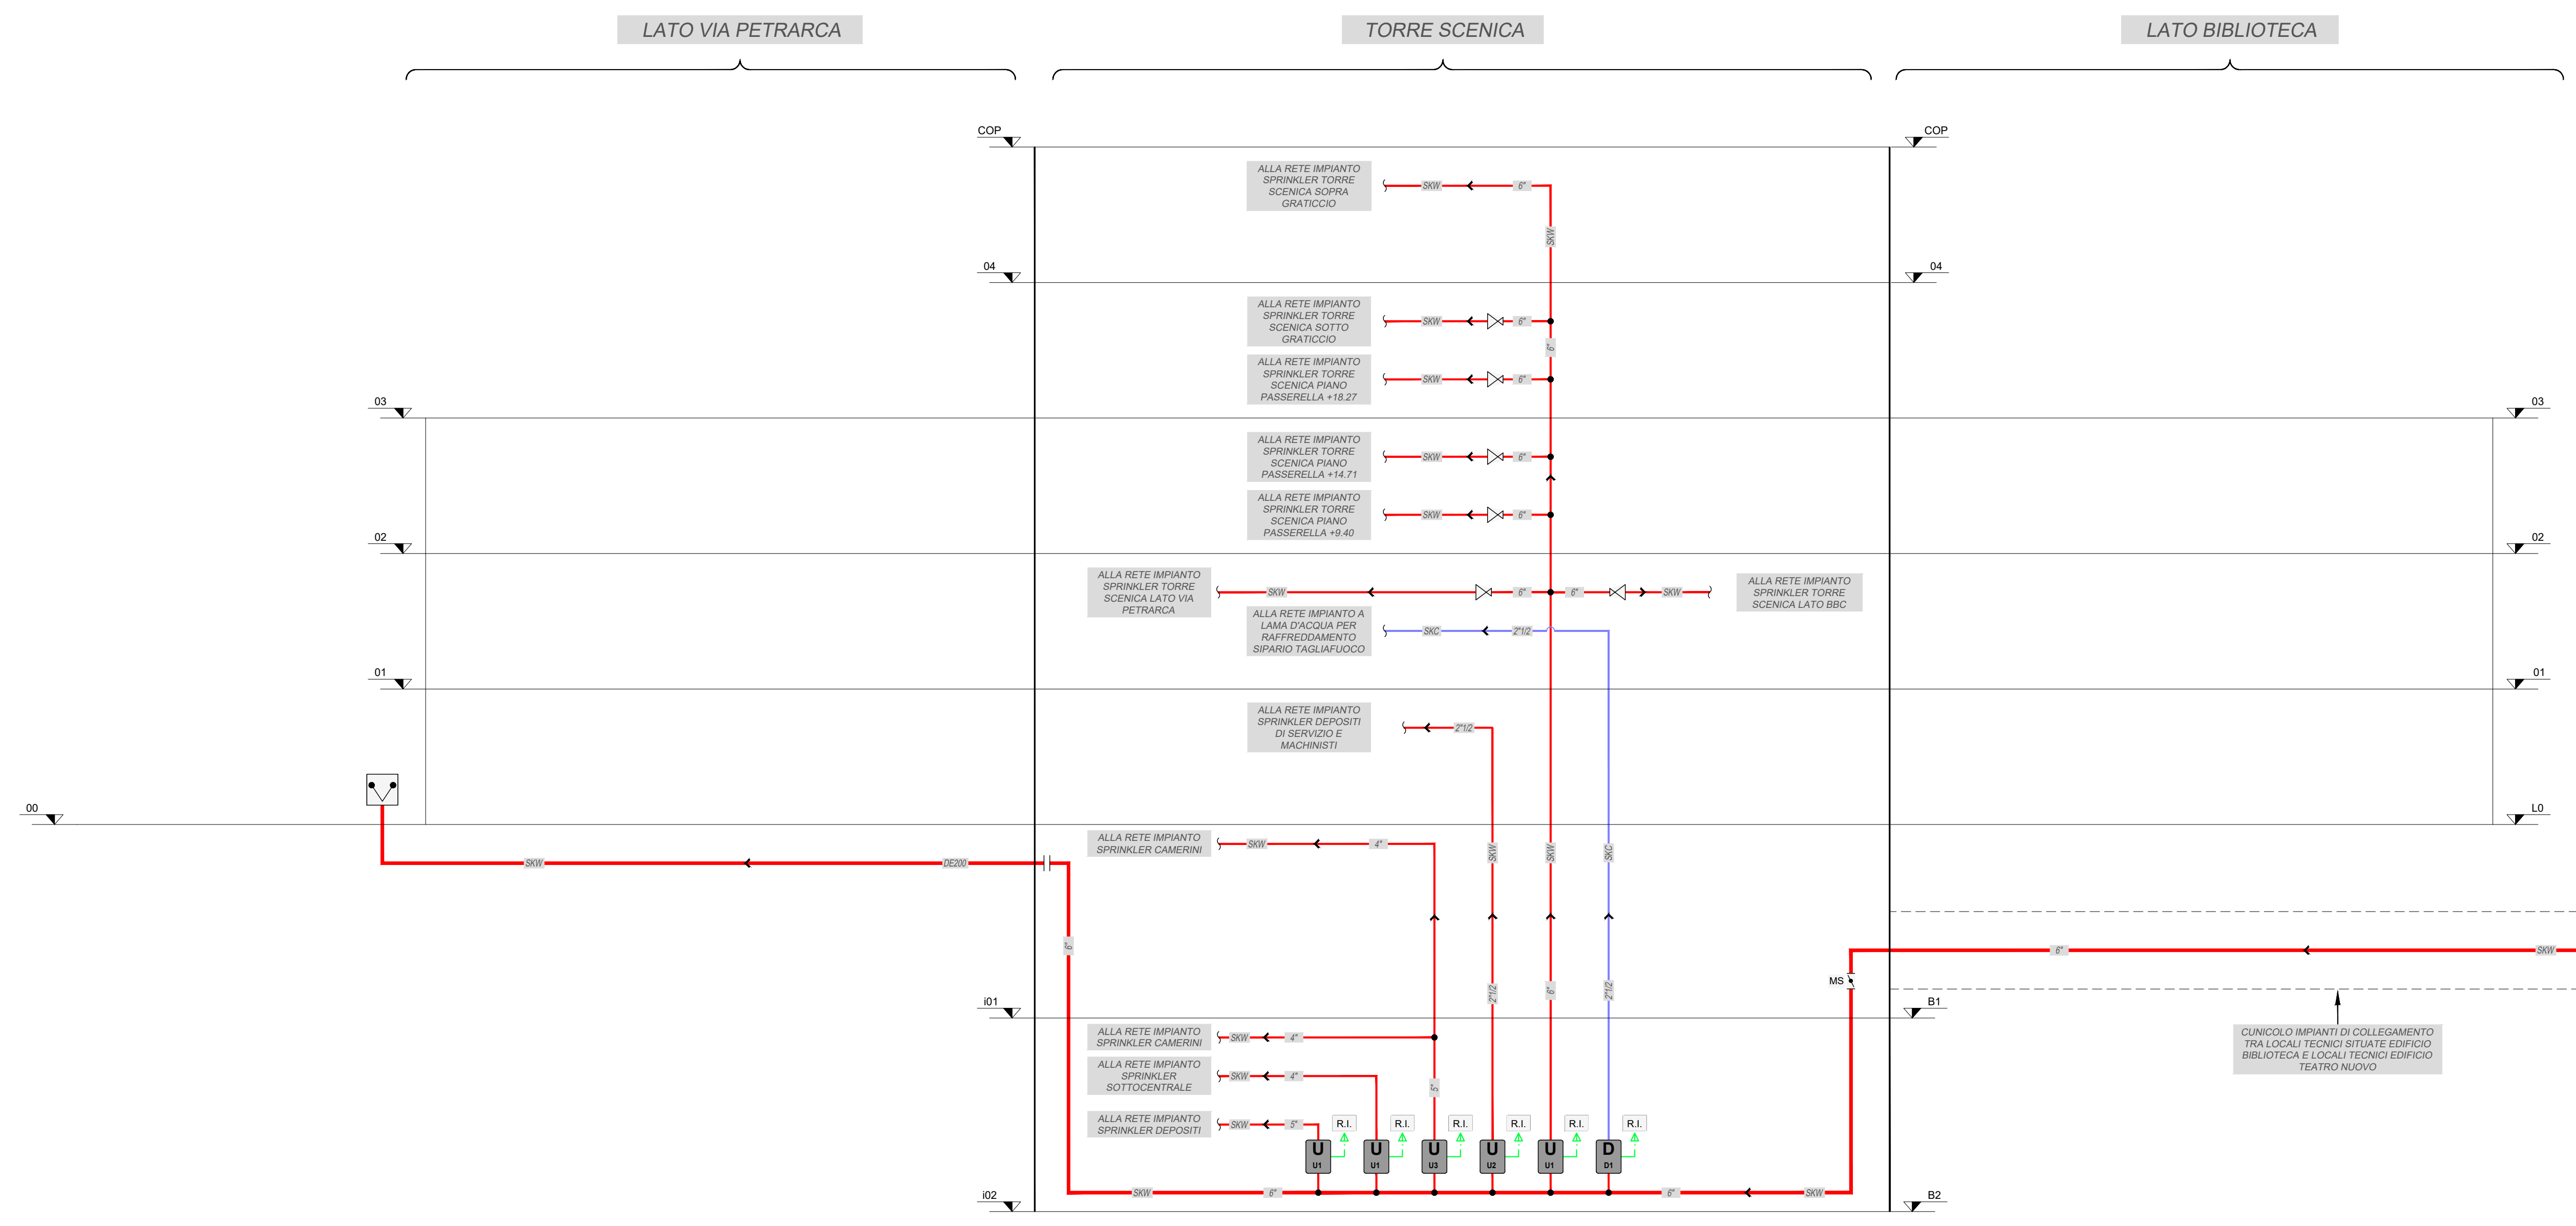 LATO VIA PETRARCA
TORRE SCENICA
LATO BIBLIOTECA
COP
COP
ALLA RETE IMPIANTO
SPRINKLER TORRE
SCENICA SOPRA
GRATICCIO
SKW
6"
SKW
04
04
ALLA RETE IMPIANTO
SPRINKLER TORRE
SCENICA SOTTO
GRATICCIO
SKW
6"
6"
ALLA RETE IMPIANTO
SPRINKLER TORRE
SCENICA PIANO
PASSERELLA +18.27
SKW
6"
03
03
ALLA RETE IMPIANTO
SPRINKLER TORRE
SCENICA PIANO
PASSERELLA +14.71
SKW
6"
ALLA RETE IMPIANTO
SPRINKLER TORRE
SCENICA PIANO
PASSERELLA +9.40
SKW
6"
02
02
ALLA RETE IMPIANTO
SPRINKLER TORRE
SCENICA LATO VIA
PETRARCA
SKW
6"
6"
SKW
ALLA RETE IMPIANTO
SPRINKLER TORRE
SCENICA LATO BBC
ALLA RETE IMPIANTO A
LAMA D'ACQUA PER
RAFFREDDAMENTO
SIPARIO TAGLIAFUOCO
SKC
2"1/2
01
01
ALLA RETE IMPIANTO
SPRINKLER DEPOSITI
DI SERVIZIO E
MACHINISTI
2"1/2
00
L0
ALLA RETE IMPIANTO
SPRINKLER CAMERINI
SKW
4"
SKW
SKW
SKC
SKW
DE200
6"
6"
SKW
MS
2"1/2
6"
2"1/2
i01
B1
ALLA RETE IMPIANTO
SPRINKLER CAMERINI
SKW
4"
CUNICOLO IMPIANTI DI COLLEGAMENTO
TRA LOCALI TECNICI SITUATE EDIFICIO
BIBLIOTECA E LOCALI TECNICI EDIFICIO
TEATRO NUOVO
ALLA RETE IMPIANTO
SPRINKLER
SOTTOCENTRALE
SKW
4"
5"
ALLA RETE IMPIANTO
SPRINKLER DEPOSITI
SKW
5"
R.I.
R.I.
R.I.
R.I.
R.I.
R.I.
U
U1
U
U1
U
U3
U
U2
U
U1
D
D1
SKW
6"
6"
SKW
i02
B2